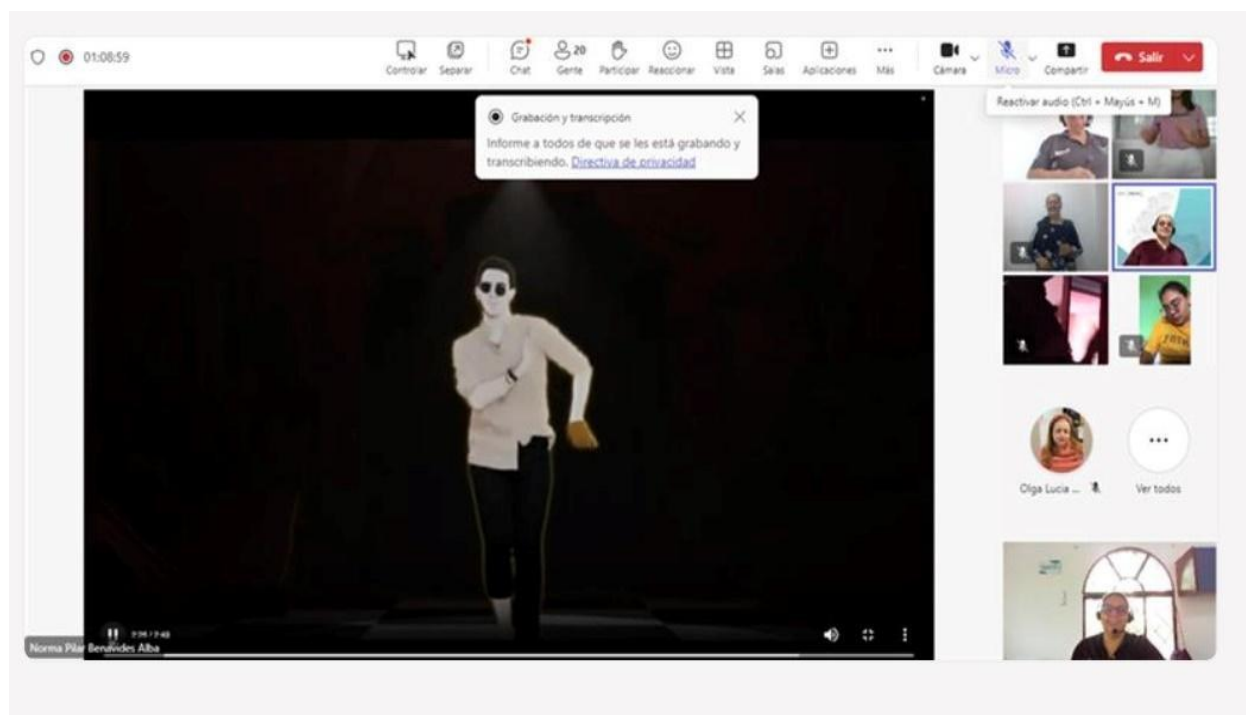 01:08:59
Controlar Separar Chat 20 Gente Participar Reaccionar Vista Salas Aplicaciones Más Cámara Micro Compartir Salir
Reactivar audio (Ctrl + Mayús + M)
Grabación y transcripción
Informe a todos de que se les está grabando y
transcribiendo. Directiva de privacidad
Olga Lucia ...
Ver todos
Norma Pilar Benavides Alba